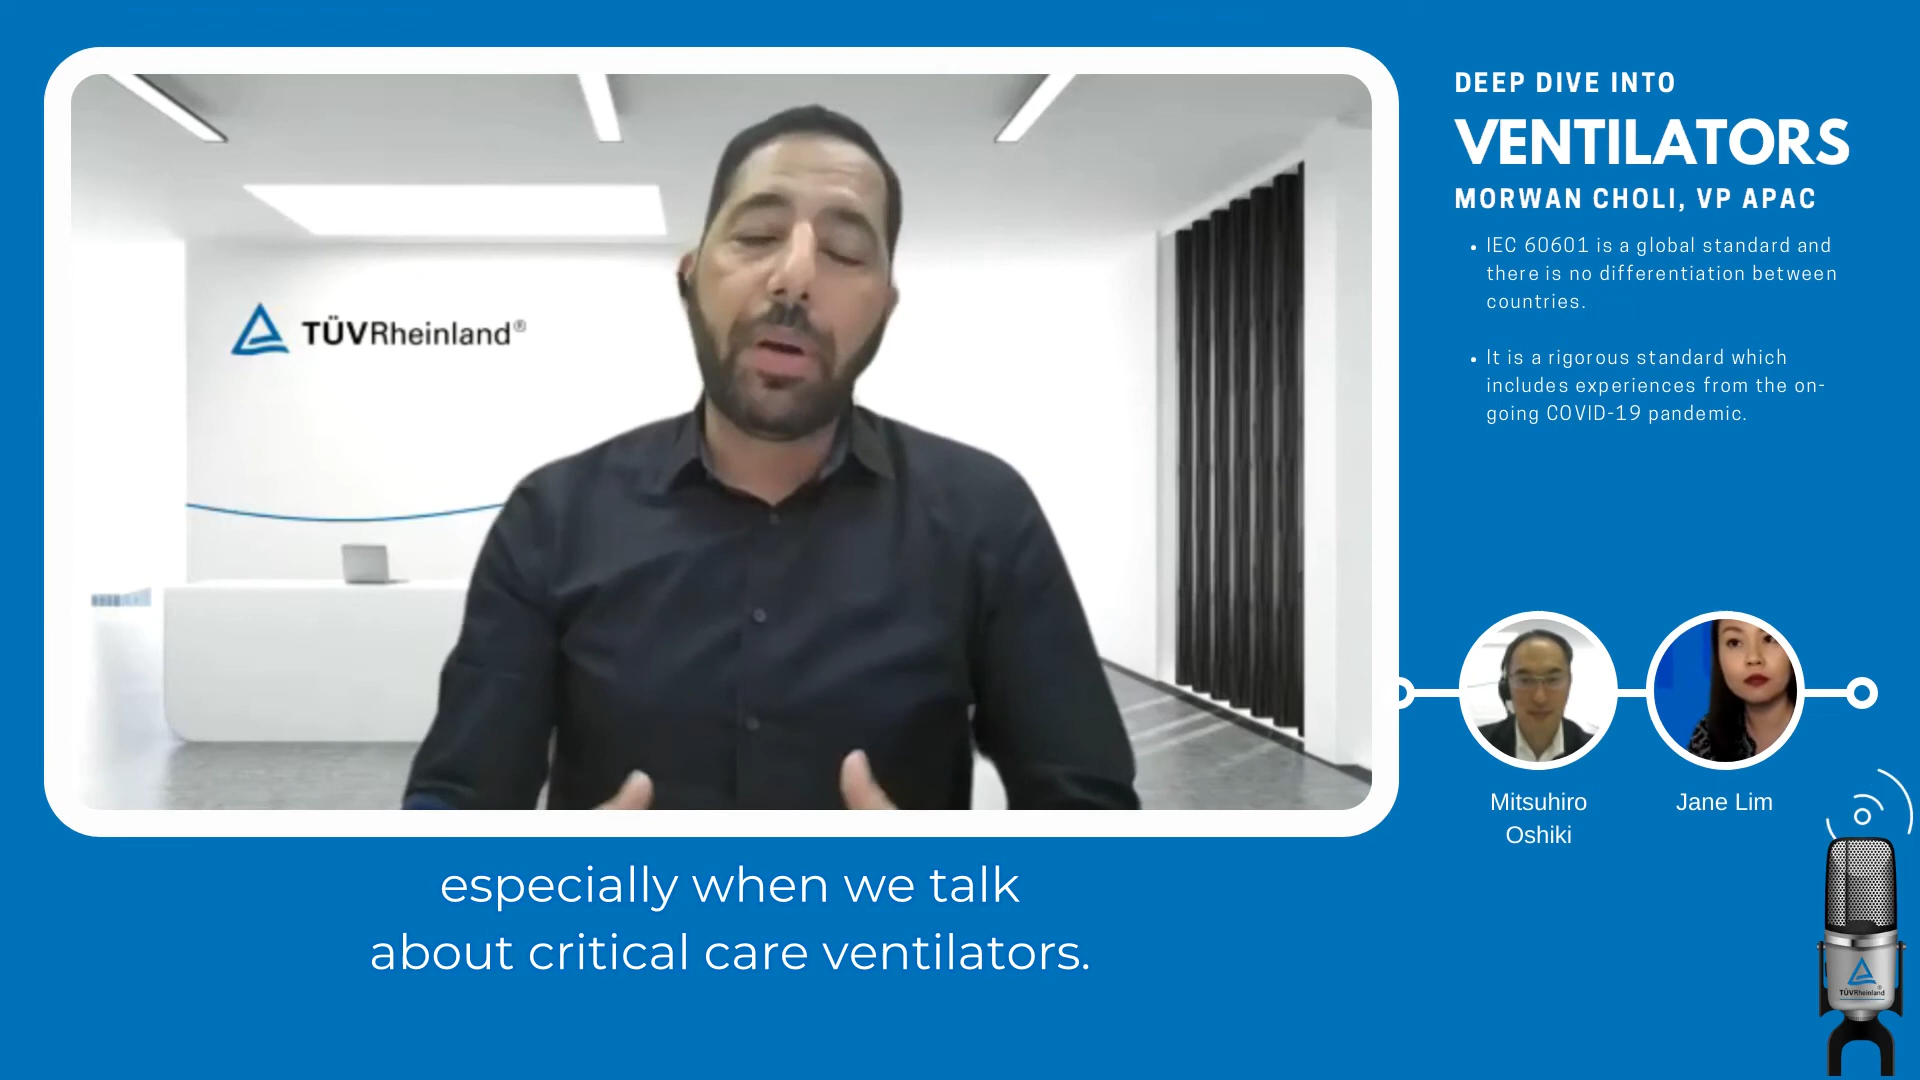 TÜVRheinland®
DEEP DIVE INTO
VENTILATORS
MORWAN CHOLI, VP APAC
• IEC 60601 is a global standard and
there is no differentiation between
countries.
• It is a rigorous standard which
includes experiences from the on-
going COVID-19 pandemic.
Mitsuhiro
Oshiki
Jane Lim
especially when we talk
about critical care ventilators.
TÜVRheinland®